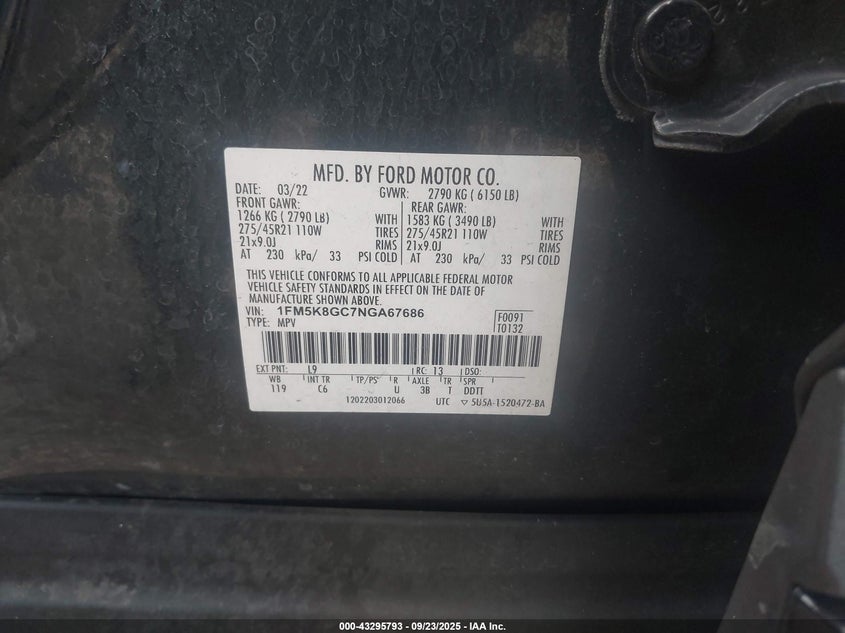 MFD. BY FORD MOTOR CO.
DATE: 03/22 GVWR: 2790 KG ( 6150 LB)
FRONT GAWR: REAR GAWR:
1266 KG ( 2790 LB) WITH 1583 KG ( 3490 LB) WITH
275/45R21 110W TIRES 275/45R21 110W TIRES
21x9.0J RIMS 21x9.0J RIMS
AT 230 kPa/ 33 PSI COLD AT 230 kPa/ 33 PSI COLD
THIS VEHICLE CONFORMS TO ALL APPLICABLE FEDERAL MOTOR
VEHICLE SAFETY STANDARDS IN EFFECT ON THE DATE OF
MANUFACTURE SHOWN ABOVE.
VIN: 1FM5K8GC7NGA67686 F0091
TYPE: MPV T0132
EXT PNT: L9 RC: 13 DSO:
WB INT TR TP/PS R AXLE TR SPR
119 C6 U 3B T DDTT
1202203012066 UTC ▽ 5U5A-1520472-BA
000-43295793 - 09/23/2025 - IAA Inc.